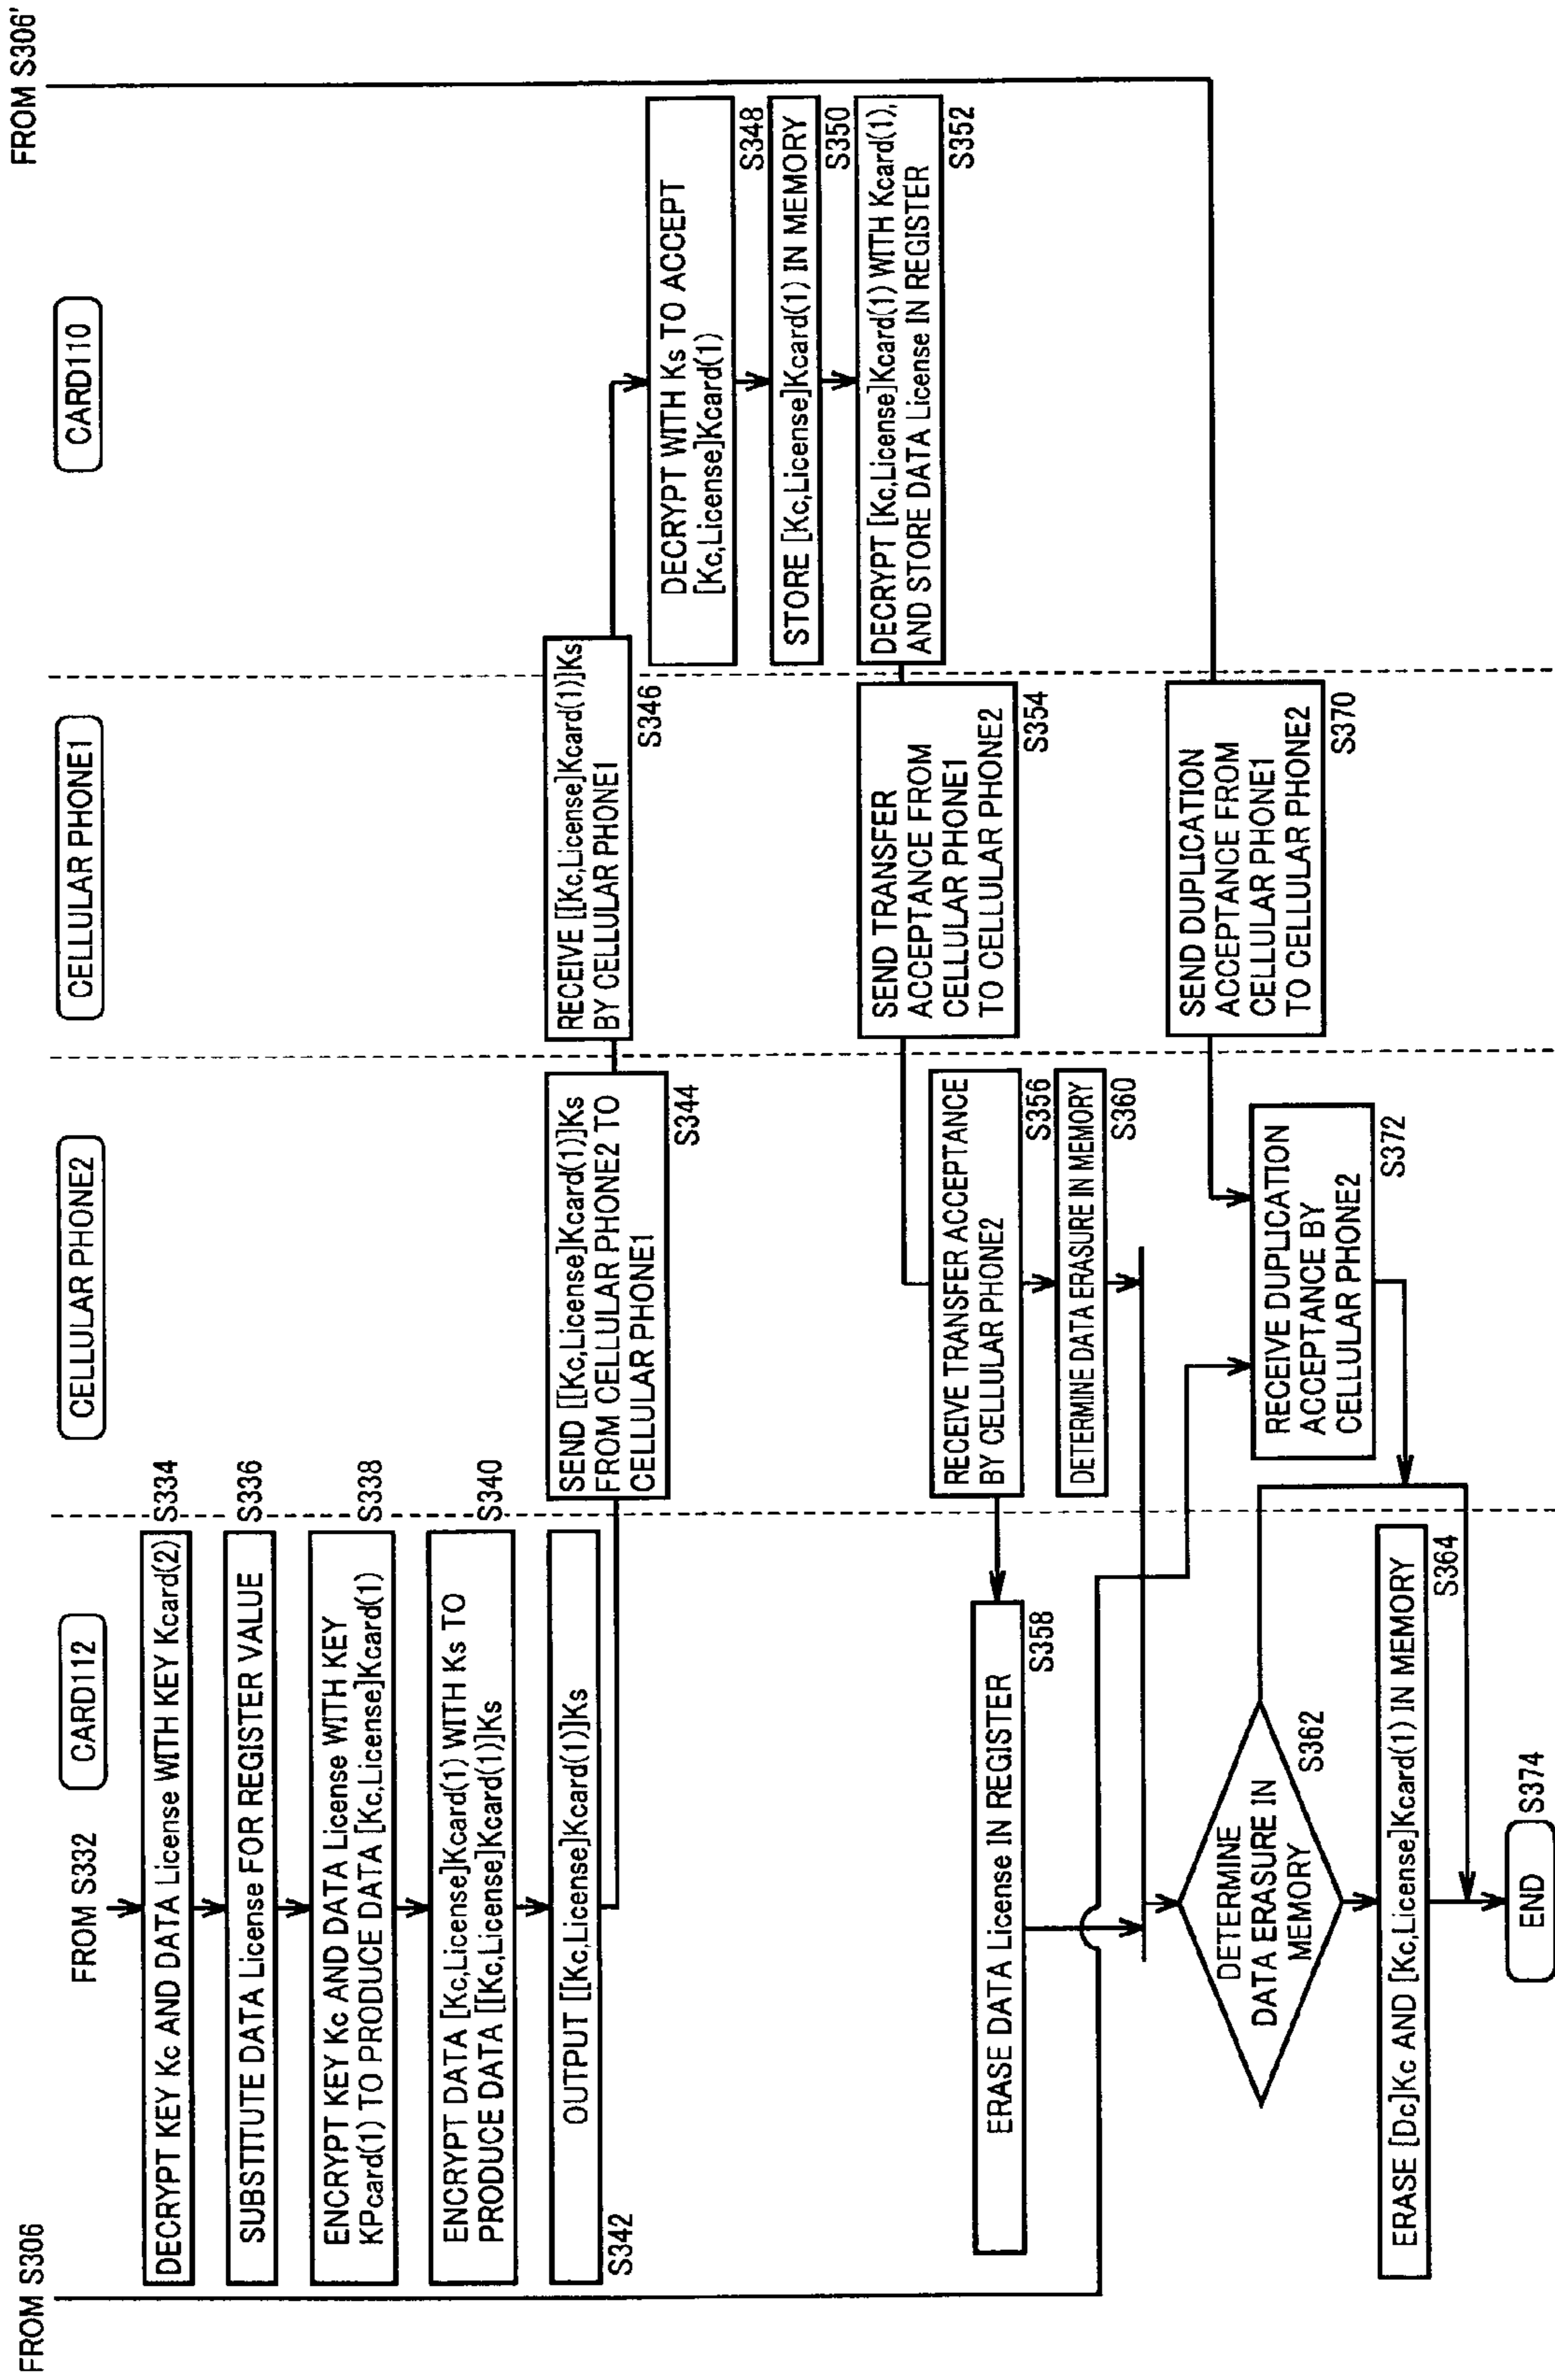 FROM S306
FROM S306'
CARD112
CELLULAR PHONE2
CELLULAR PHONE1
CARD110
FROM S332
DECRYPT KEY Kc AND DATA License WITH KEY Kcard(2)
S334
SUBSTITUTE DATA License FOR REGISTER VALUE
S336
ENCRYPT KEY Kc AND DATA License WITH KEY
KPcard(1) TO PRODUCE DATA [Kc,License]Kcard(1)
S338
ENCRYPT DATA [Kc,License]Kcard(1) WITH Ks TO
PRODUCE DATA [[Kc,License]Kcard(1)]Ks
S340
OUTPUT [[Kc,License]Kcard(1)]Ks
S342
SEND [[Kc,License]Kcard(1)]Ks
FROM CELLULAR PHONE2 TO
CELLULAR PHONE1
S344
RECEIVE [[Kc,License]Kcard(1)]Ks
BY CELLULAR PHONE1
S346
DECRYPT WITH Ks TO ACCEPT
[Kc,License]Kcard(1)
S348
STORE [Kc,License]Kcard(1) IN MEMORY
S350
DECRYPT [Kc,License]Kcard(1) WITH Kcard(1),
AND STORE DATA License IN REGISTER
S352
SEND TRANSFER
ACCEPTANCE FROM
CELLULAR PHONE1
TO CELLULAR PHONE2
S354
RECEIVE TRANSFER ACCEPTANCE
BY CELLULAR PHONE2
S356
ERASE DATA License IN REGISTER
S358
DETERMINE DATA ERASURE IN MEMORY
S360
DETERMINE
DATA ERASURE IN
MEMORY
S362
ERASE [Dc]Kc AND [Kc,License]Kcard(1) IN MEMORY
S364
SEND DUPLICATION
ACCEPTANCE FROM
CELLULAR PHONE1
TO CELLULAR PHONE2
S370
RECEIVE DUPLICATION
ACCEPTANCE BY
CELLULAR PHONE2
S372
END
S374